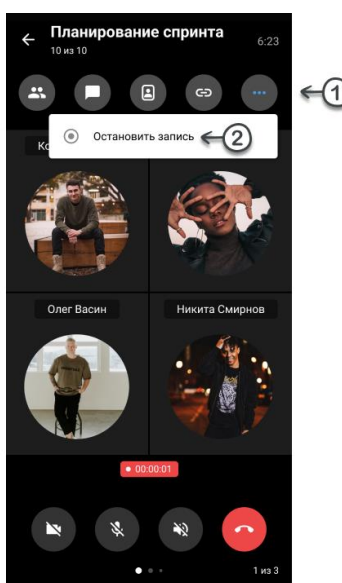 Планирование спринта
10 из 10
6:23
1
Остановить запись
2
Олег Васин
Никита Смирнов
00:00:01
1 из 3